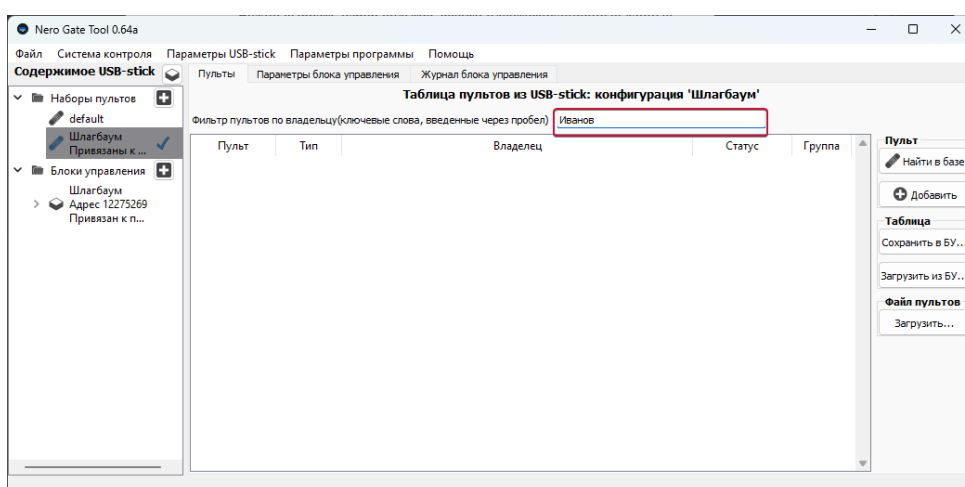 Nero Gate Tool 0.64a
Файл Система контроля Параметры USB-stick Параметры программы Помощь
Содержимое USB-stick
Наборы пультов
default
Шлагбаум
Привязаны к ...
Блоки управления
Шлагбаум
Адрес 12275269
Привязан к п...
Пульты Параметры блока управления Журнал блока управления
Таблица пультов из USB-stick: конфигурация 'Шлагбаум'
Фильтр пультов по владельцу(ключевые слова, введенные через пробел) Иванов
Пульт Тип Владелец Статус Группа
Пульт
Найти в базе
Добавить
Таблица
Сохранить в БУ...
Загрузить из БУ...
Файл пультов
Загрузить...